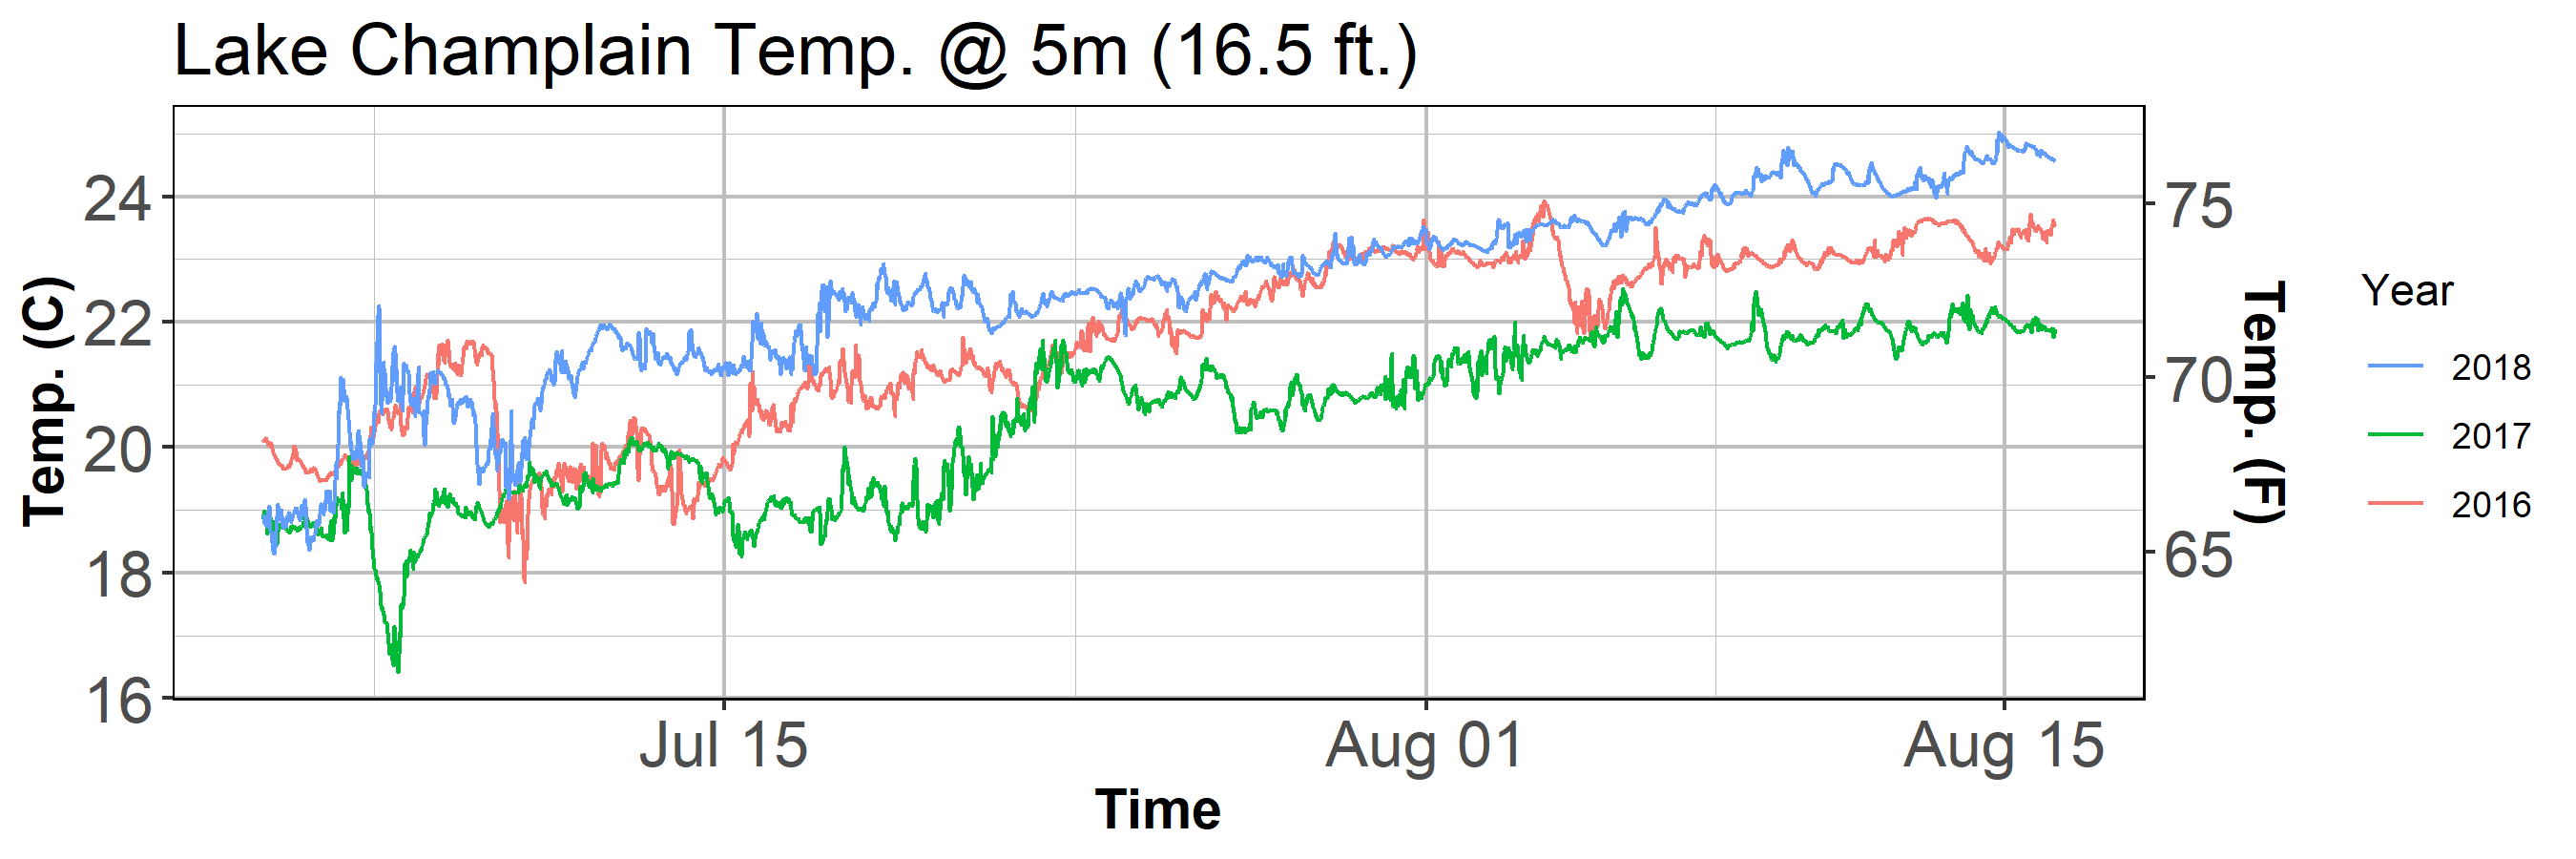 Lake Champlain Temp. @ 5m (16.5 ft.)
Temp. (C)
24
22
20
18
16
75
70
65
Temp. (F)
Jul 15
Aug 01
Aug 15
Time
Year
2018
2017
2016